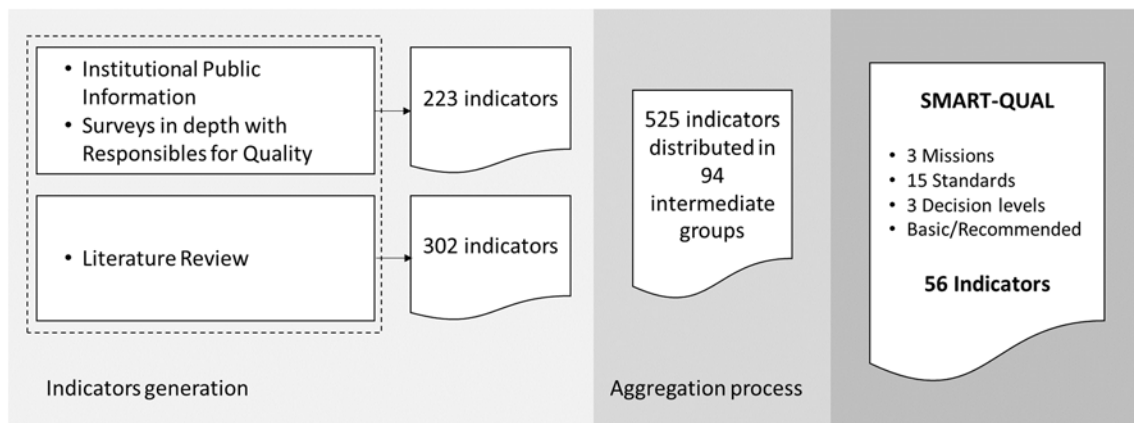 • Institutional Public
Information
• Surveys in depth with
Responsibles for Quality
223 indicators
• Literature Review
302 indicators
Indicators generation
525 indicators
distributed in
94
intermediate
groups
Aggregation process
SMART-QUAL
• 3 Missions
• 15 Standards
• 3 Decision levels
• Basic/Recommended
56 Indicators